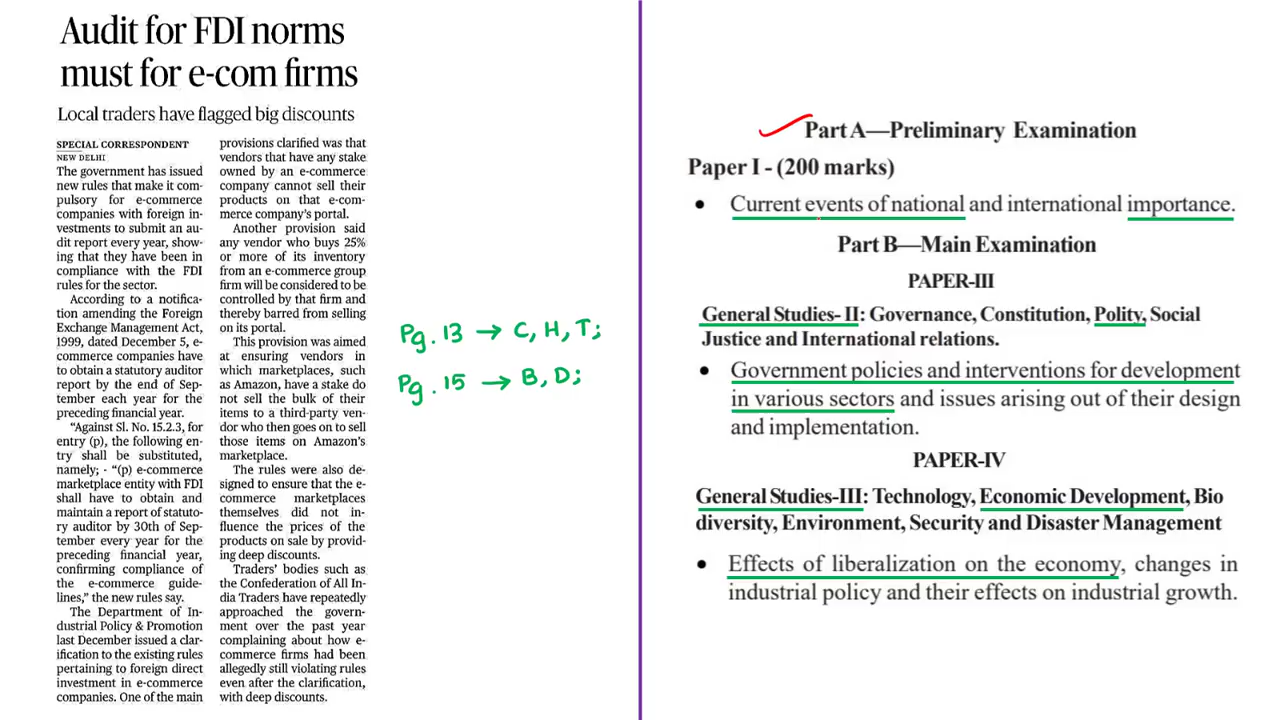 Audit for FDI norms
must for e-com firms
Local traders have flagged big discounts
SPECIAL CORRESPONDENT
NEW DELHI
The government has issued
new rules that make it com-
pulsory for e-commerce
companies with foreign in-
vestments to submit an au-
dit report every year, show-
ing that they have been in
compliance with the FDI
rules for the sector.
According to a notifica-
tion amending the Foreign
Exchange Management Act,
1999, dated December 5, e-
commerce companies have
to obtain a statutory auditor
report by the end of Sep-
tember each year for the
preceding financial year.
"Against Sl. No. 15.2.3, for
entry (p), the following en-
try shall be substituted,
namely; - "(p) e-commerce
marketplace entity with FDI
shall have to obtain and
maintain a report of statuto-
ry auditor by 30th of Sep-
tember every year for the
preceding financial year,
confirming compliance of
the e-commerce guide-
lines," the new rules say.
The Department of In-
dustrial Policy & Promotion
last December issued a clar-
ification to the existing rules
pertaining to foreign direct
investment in e-commerce
companies. One of the main
provisions clarified was that
vendors that have any stake
owned by an e-commerce
company cannot sell their
products on that e-com-
merce company's portal.
Another provision said
any vendor who buys 25%
or more of its inventory
from an e-commerce group
firm will be considered to be
controlled by that firm and
thereby barred from selling
on its portal.
This provision was aimed
at ensuring vendors in
which marketplaces, such
as Amazon, have a stake do
not sell the bulk of their
items to a third-party ven-
dor who then goes on to sell
those items on Amazon's
marketplace.
The rules were also de-
signed to ensure that the e-
commerce marketplaces
themselves did not in-
fluence the prices of the
products on sale by provid-
ing deep discounts.
Traders' bodies such as
the Confederation of All In-
dia Traders have repeatedly
approached the govern-
ment over the past year
complaining about how e-
commerce firms had been
allegedly still violating rules
even after the clarification,
with deep discounts.
Pg. 13 → C, H, T;
Pg. 15 → B, D;
Part A—Preliminary Examination
Paper I - (200 marks)
• Current events of national and international importance.
Part B—Main Examination
PAPER-III
General Studies- II: Governance, Constitution, Polity, Social
Justice and International relations.
• Government policies and interventions for development
in various sectors and issues arising out of their design
and implementation.
PAPER-IV
General Studies-III: Technology, Economic Development, Bio
diversity, Environment, Security and Disaster Management
• Effects of liberalization on the economy, changes in
industrial policy and their effects on industrial growth.